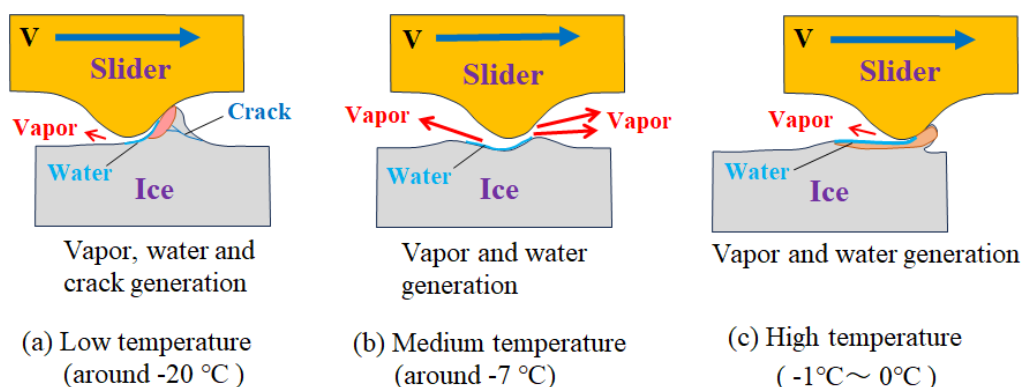 V
Slider
Crack
Vapor
Water
Ice
Vapor, water and
crack generation
(a) Low temperature
(around -20 ℃ )
V
Slider
Vapor
Vapor
Water
Ice
Vapor and water
generation
(b) Medium temperature
(around -7 ℃)
V
Slider
Vapor
Water
Ice
Vapor and water generation
(c) High temperature
( -1℃～ 0℃)